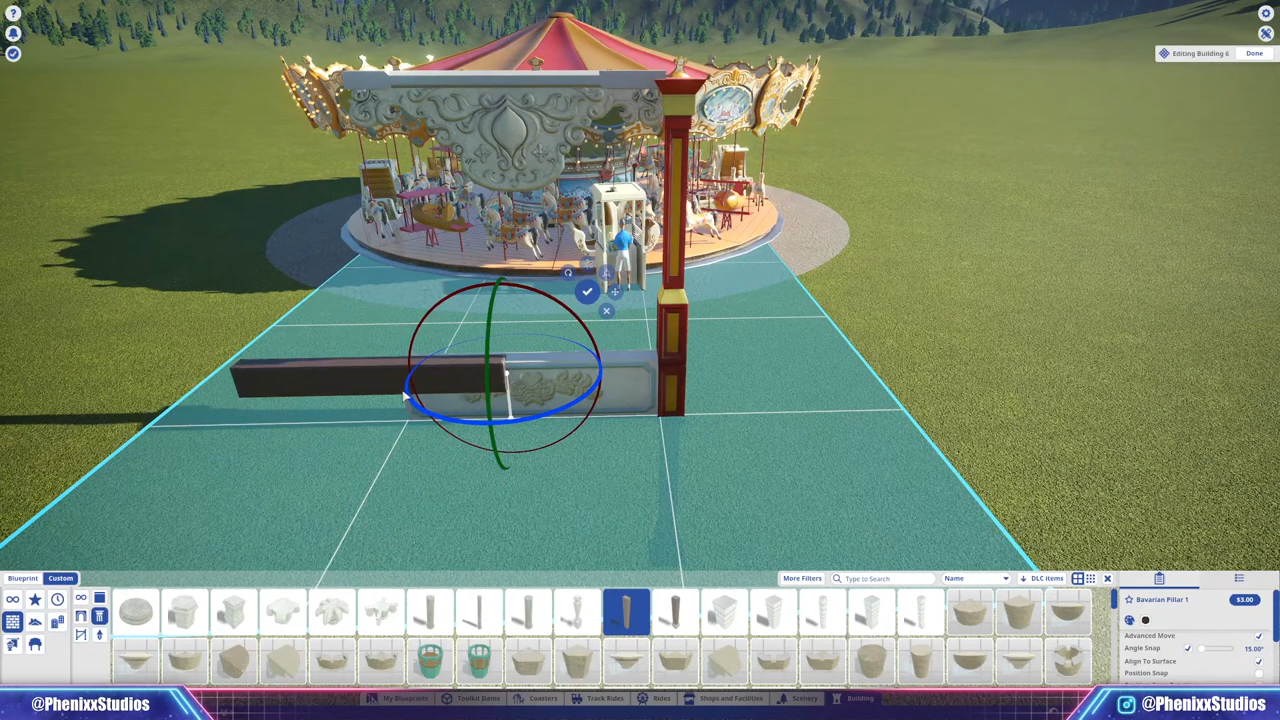 Editing Building 6
Done
Blueprint
Custom
More Filters
Type to Search
Name
DLC items
Bavarian Pillar 1
$3.00
Advanced Move
Angle Snap
15.00°
Align To Surface
Position Snap
@PhenixxStudios
My Blueprints
Toolkit Items
Coasters
Track Rides
Rides
Shops and Facilities
Scenery
Building
@PhenixxStudios